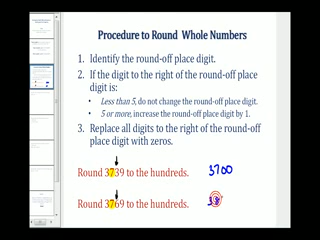 Procedure to Round Whole Numbers
1. Identify the round-off place digit.
2. If the digit to the right of the round-off place
digit is:
• Less than 5, do not change the round-off place digit.
• 5 or more, increase the round-off place digit by 1.
3. Replace all digits to the right of the round-off
place digit with zeros.
Round 3739 to the hundreds. 3700
Round 3769 to the hundreds.